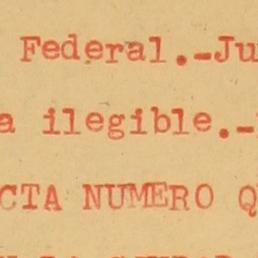 Federal.-Ju
a ilegible.-
CTA NUMERO Q